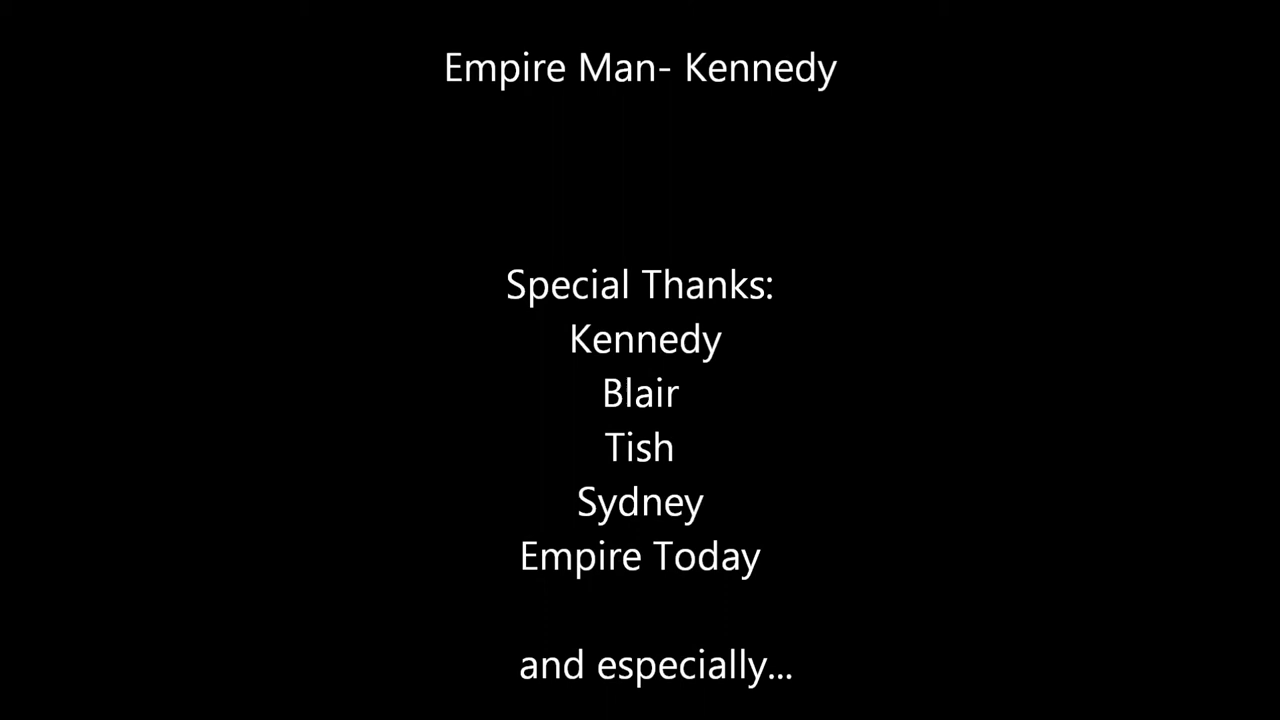 Empire Man- Kennedy
Special Thanks:
Kennedy
Blair
Tish
Sydney
Empire Today
and especially...